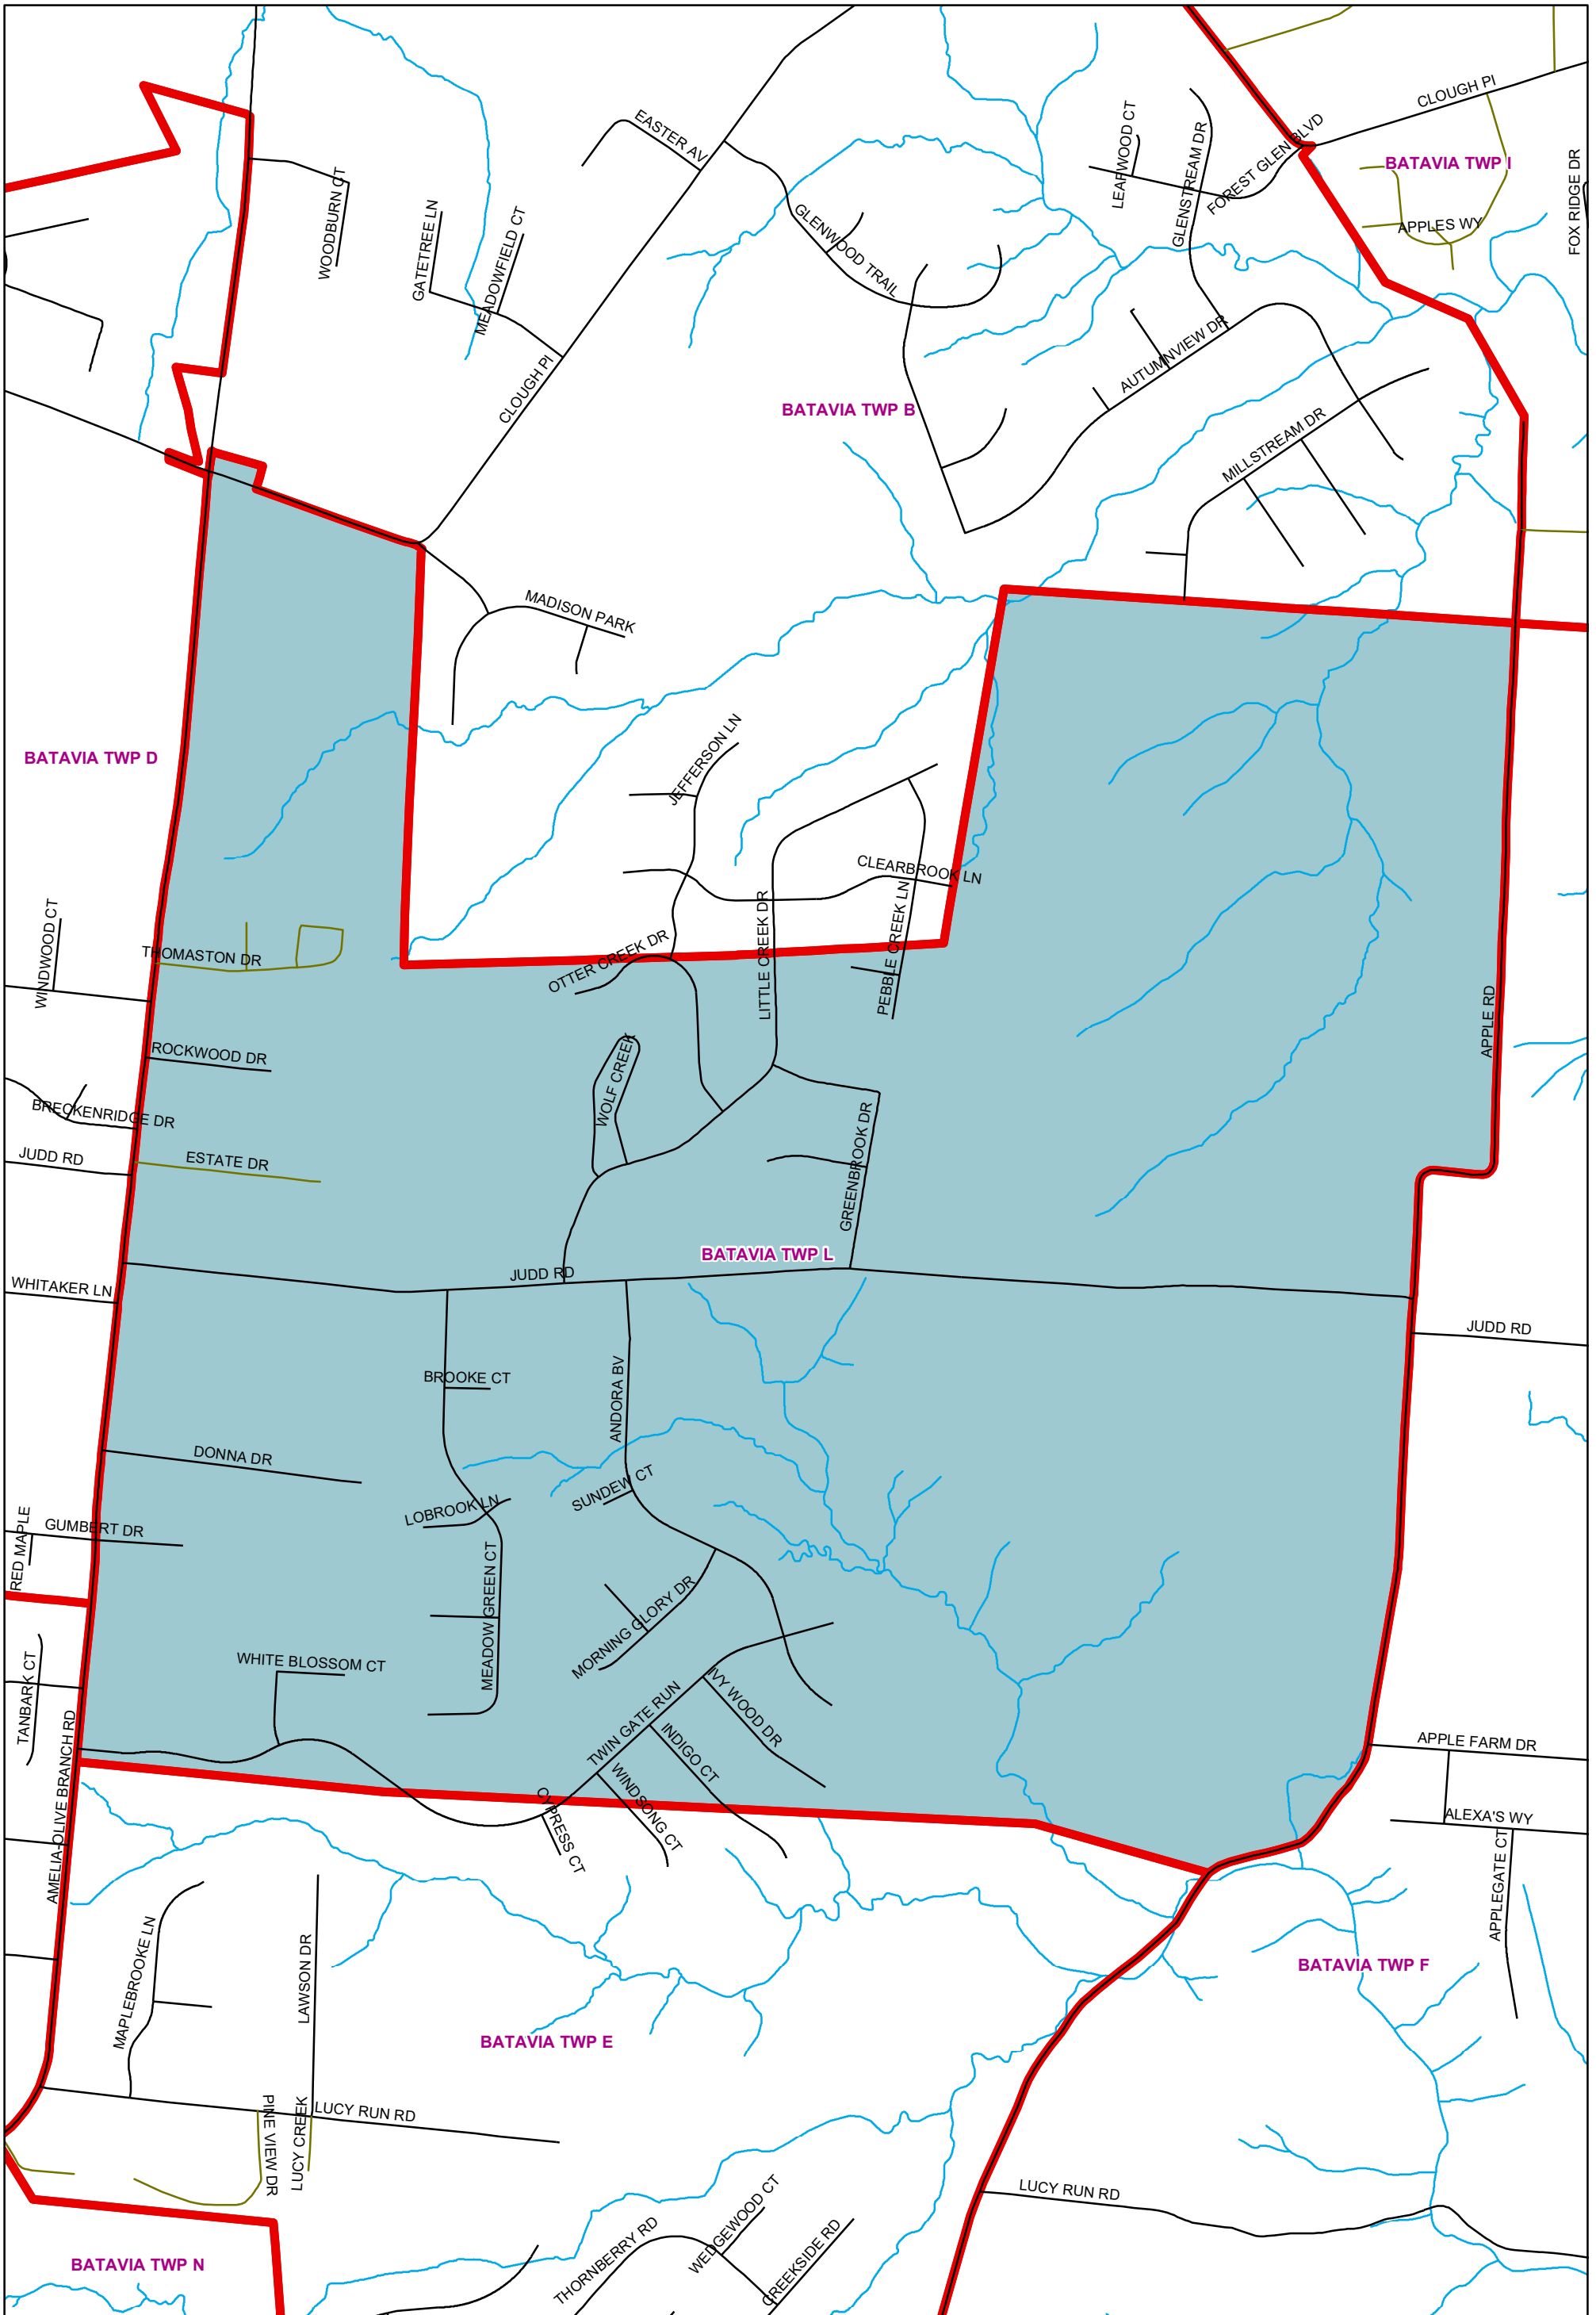 CLOUGH PI
EASTER AV
LEAFWOOD CT
GLENSTREAM DR
FOREST GLEN BLVD
BATAVIA TWP I
FOX RIDGE DR
WOODBURN CT
GATETREE LN
MEADOWFIELD CT
GLENWOOD TRAIL
APPLES WY
AUTUMNVIEW DR
CLOUGH PI
BATAVIA TWP B
MILLSTREAM DR
MADISON PARK
BATAVIA TWP D
JEFFERSON LN
CLEARBROOK LN
WINDWOOD CT
THOMASTON DR
OTTER CREEK DR
LITTLE CREEK DR
PEBBLE CREEK LN
APPLE RD
ROCKWOOD DR
WOLF CREEK
BRECKENRIDGE DR
JUDD RD
ESTATE DR
GREENBROOK DR
BATAVIA TWP L
JUDD RD
WHITAKER LN
JUDD RD
BROOKE CT
ANDORA BV
DONNA DR
SUNDEW CT
LOBROOK LN
RED MAPLE
GUMBERT DR
MEADOW GREEN CT
MORNING GLORY DR
WHITE BLOSSOM CT
TANBARK CT
IVY WOOD DR
TWIN GATE RUN
INDIGO CT
WINDSONG CT
CYPRESS CT
AMELIA-OLIVE BRANCH RD
APPLE FARM DR
ALEXA'S WY
APPLEGATE CT
MAPLEBROOKE LN
LAWSON DR
BATAVIA TWP F
BATAVIA TWP E
PINE VIEW DR
LUCY CREEK
LUCY RUN RD
LUCY RUN RD
BATAVIA TWP N
THORNBERRY RD
WEDGEWOOD CT
CREEKSIDE RD